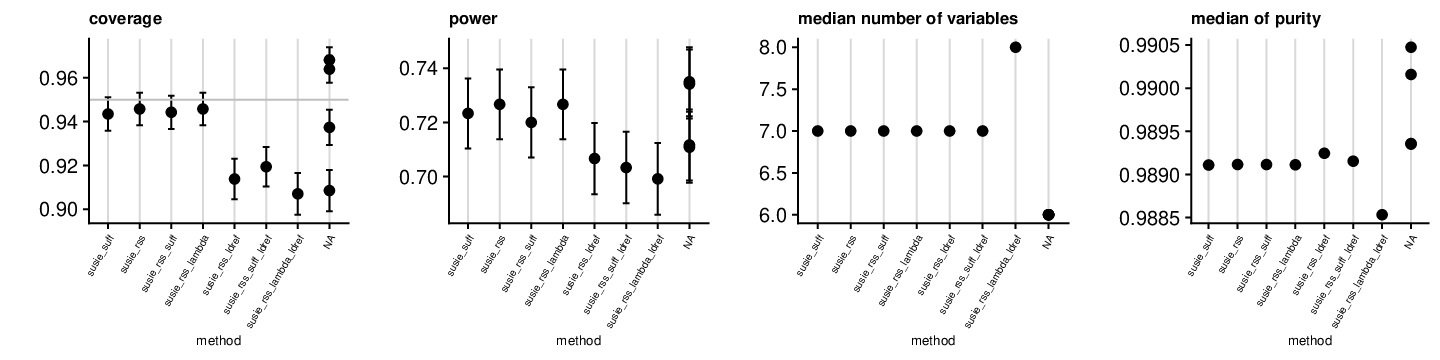 coverage
0.96
0.94
0.92
0.90
susie_suff
susie_rss
susie_rss_suff
susie_rss_lambda
susie_rss_ldref
susie_rss_suff_ldref
susie_rss_lambda_ldref
NA
method
power
0.74
0.72
0.70
susie_suff
susie_rss
susie_rss_suff
susie_rss_lambda
susie_rss_ldref
susie_rss_suff_ldref
susie_rss_lambda_ldref
NA
method
median number of variables
8.0
7.5
7.0
6.5
6.0
susie_suff
susie_rss
susie_rss_suff
susie_rss_lambda
susie_rss_ldref
susie_rss_suff_ldref
susie_rss_lambda_ldref
NA
method
median of purity
0.9905
0.9900
0.9895
0.9890
0.9885
susie_suff
susie_rss
susie_rss_suff
susie_rss_lambda
susie_rss_ldref
susie_rss_suff_ldref
susie_rss_lambda_ldref
NA
method